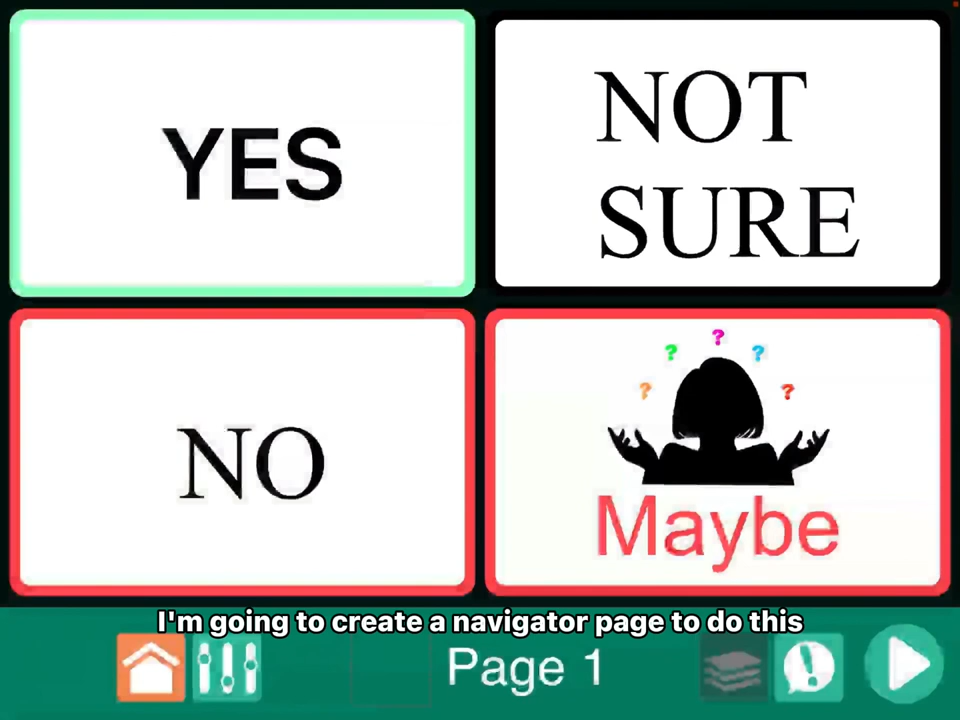 YES
NOT
SURE
NO
? ? ? ? ?
Maybe
I'm going to create a navigator page to do this
Page 1